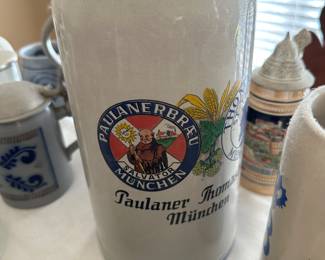 PAULANERBRÄU
SALVATOR
MÜNCHEN
Paulaner
München